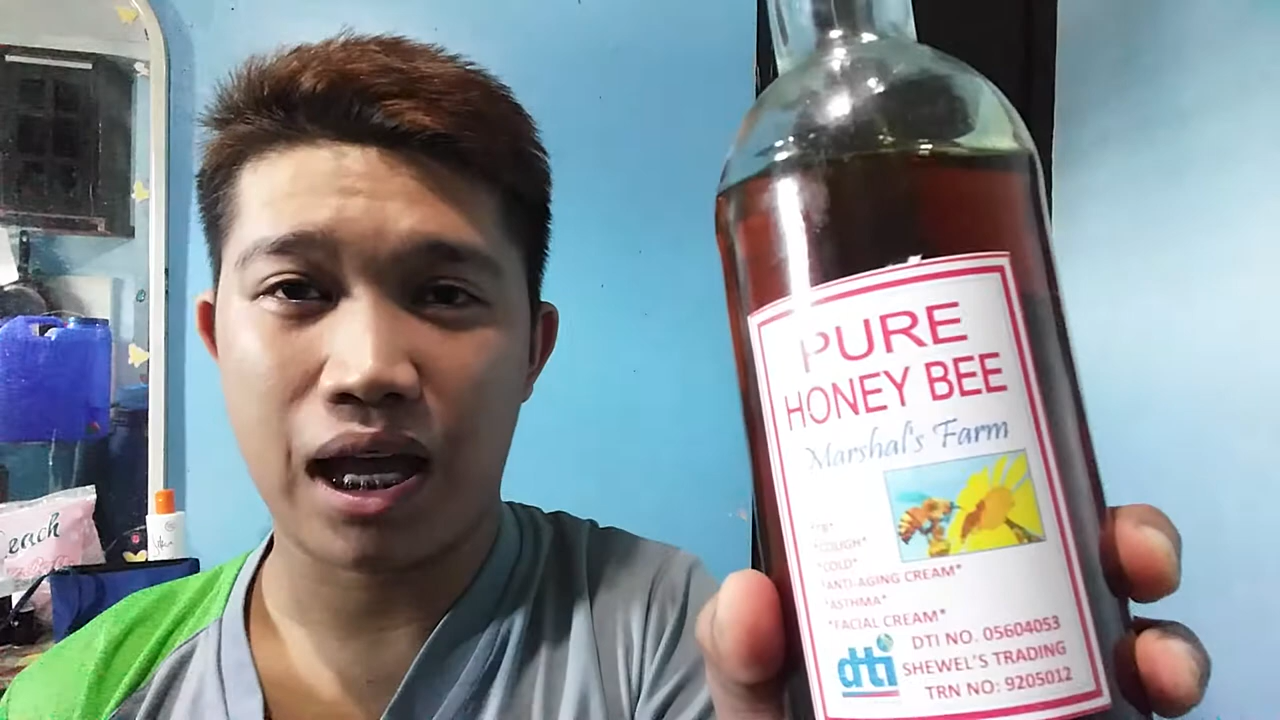 PURE
HONEY BEE
Marshal's Farm
*COUGH*
*COLD*
*ANTI-AGING CREAM*
*ASTHMA*
*FACIAL CREAM*
dti
DTI NO. 05604053
SHEWEL'S TRADING
TRN NO: 9205012
each